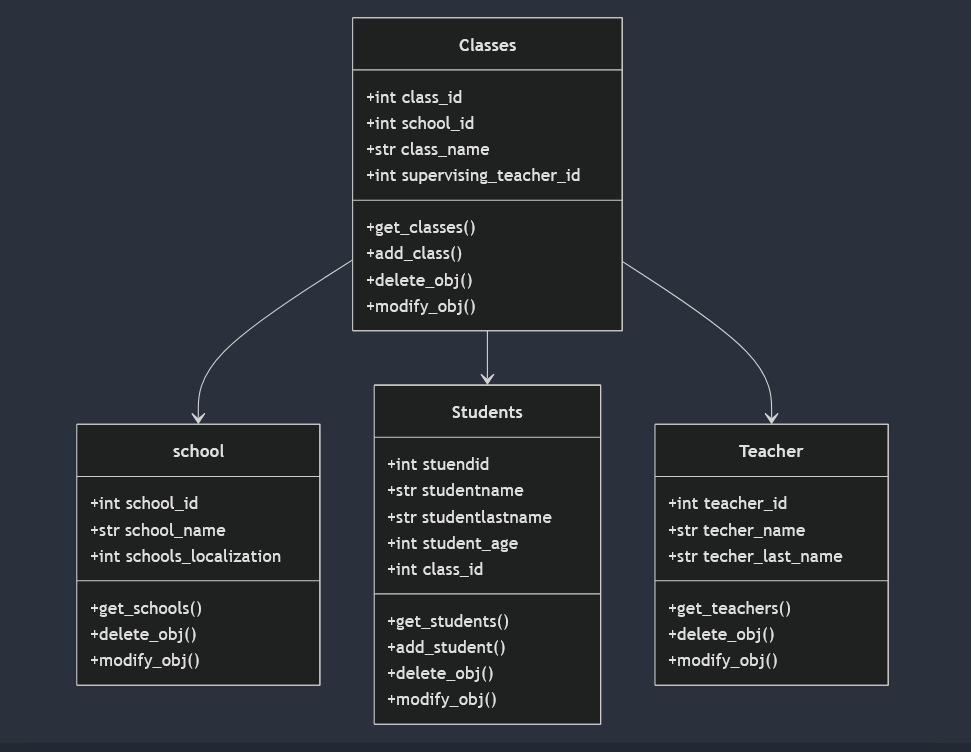 Classes
+int class_id
+int school_id
+str class_name
+int supervising_teacher_id
+get_classes()
+add_class()
+delete_obj()
+modify_obj()
school
+int school_id
+str school_name
+int schools_localization
+get_schools()
+delete_obj()
+modify_obj()
Students
+int stuendid
+str studentname
+str studentlastname
+int student_age
+int class_id
+get_students()
+add_student()
+delete_obj()
+modify_obj()
Teacher
+int teacher_id
+str techer_name
+str techer_last_name
+get_teachers()
+delete_obj()
+modify_obj()